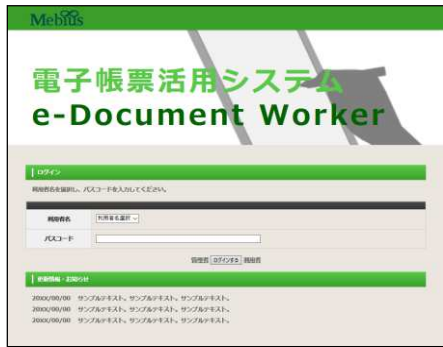 Mebius
電子帳票活用システム
e-Document Worker
ログイン
利用者名を選択し、パスコードを入力してください。
利用者名 利用者名選択
パスコード
管理者 ログインする 利用者
更新情報・お知らせ
20XX/00/00 サンプルテキスト。サンプルテキスト。サンプルテキスト。
20XX/00/00 サンプルテキスト。サンプルテキスト。サンプルテキスト。
20XX/00/00 サンプルテキスト。サンプルテキスト。サンプルテキスト。